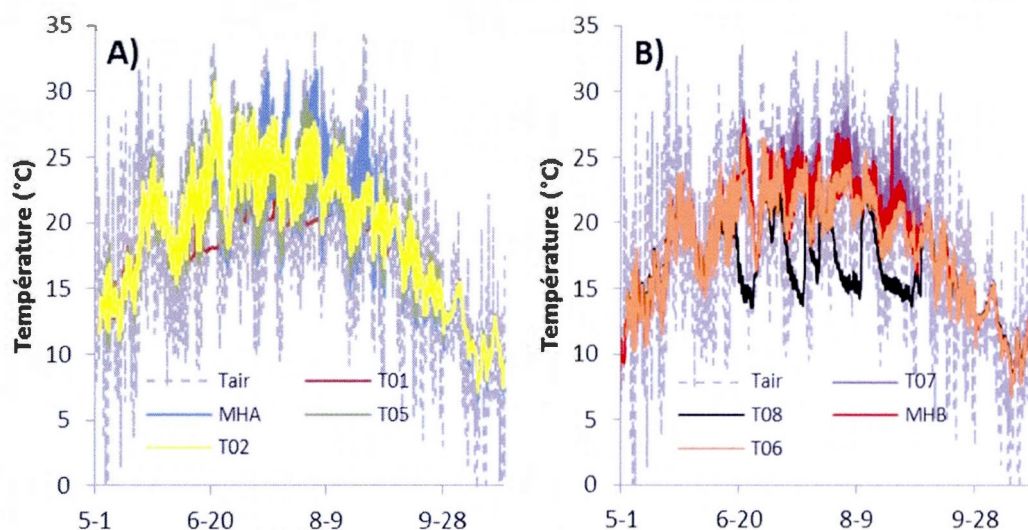 A)
Température (°C)
35
30
25
20
15
10
5
0
Tair T01
MHA T05
T02
5-1 6-20 8-9 9-28
B)
Température (°C)
35
30
25
20
15
10
5
0
Tair T07
T08 MHB
T06
5-1 6-20 8-9 9-28